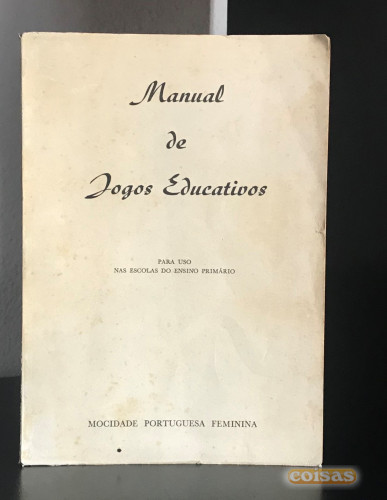 Manual
de
Jogos Educativos
PARA USO
NAS ESCOLAS DO ENSINO PRIMÁRIO
MOCIDADE PORTUGUESA FEMININA
coisas